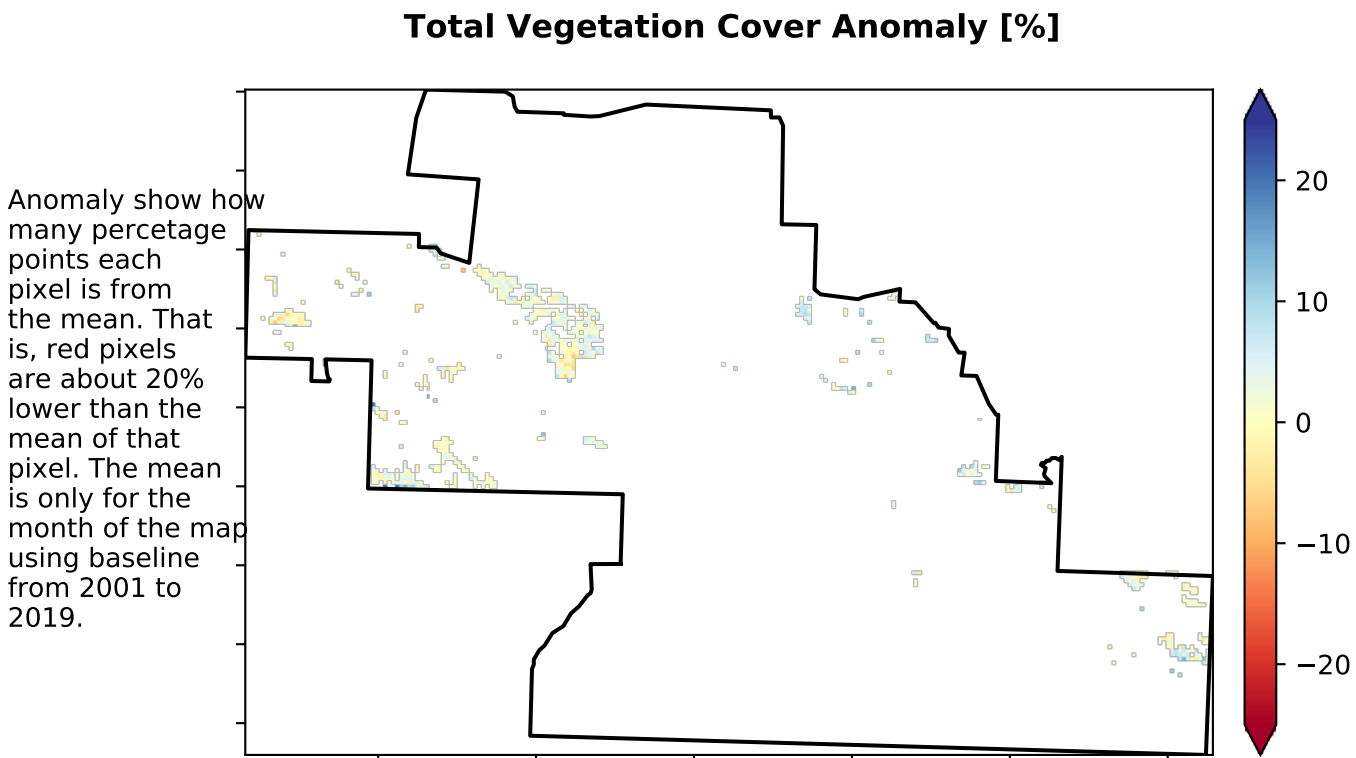 Total Vegetation Cover Anomaly [%]
Anomaly show how
many percetage
points each
pixel is from
the mean. That
is, red pixels
are about 20%
lower than the
mean of that
pixel. The mean
is only for the
month of the map
using baseline
from 2001 to
2019.
20
10
0
−10
−20